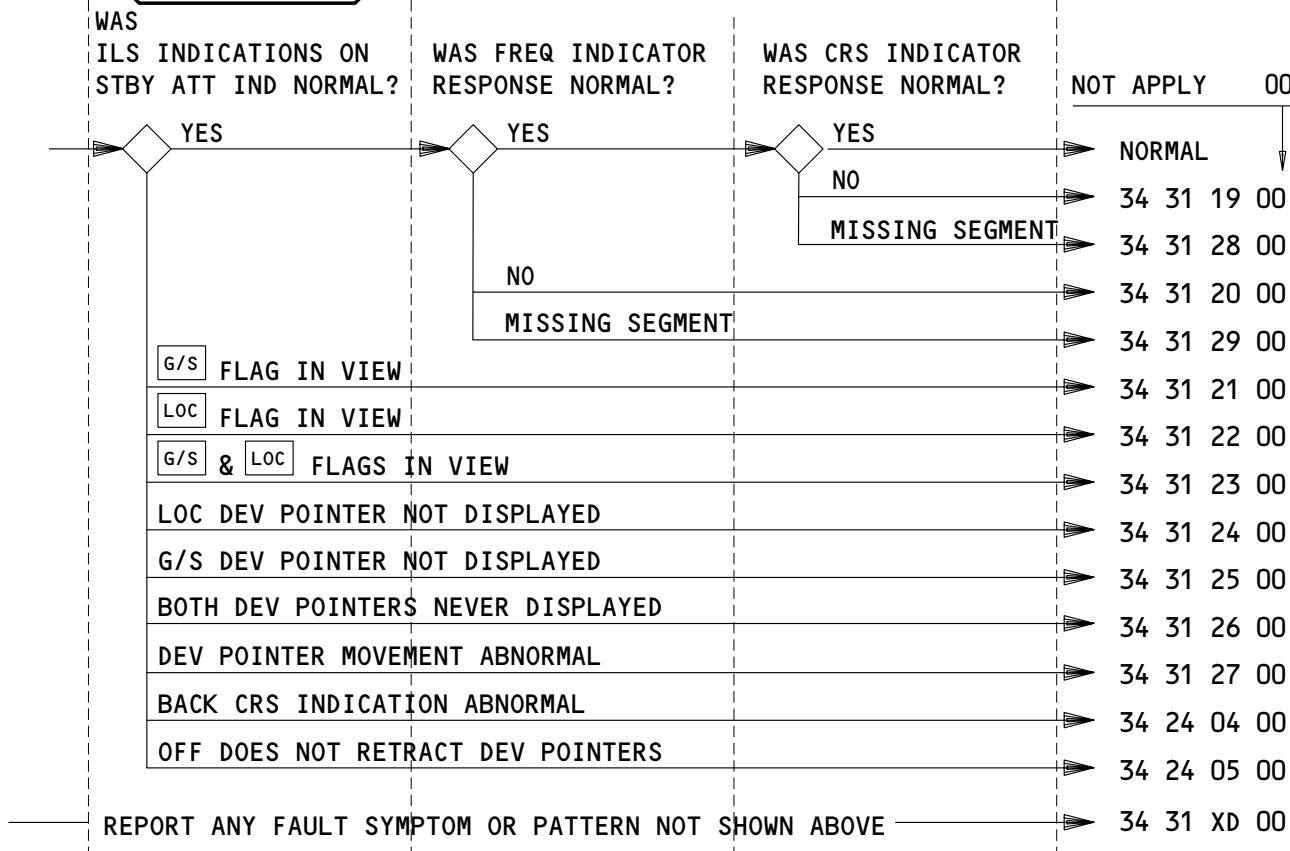 WAS
ILS INDICATIONS ON
STBY ATT IND NORMAL?
WAS FREQ INDICATOR
RESPONSE NORMAL?
WAS CRS INDICATOR
RESPONSE NORMAL?
NOT APPLY 00
YES
YES
YES
NORMAL
NO
34 31 19 00
MISSING SEGMENT
34 31 28 00
NO
34 31 20 00
MISSING SEGMENT
34 31 29 00
G/S FLAG IN VIEW
34 31 21 00
LOC FLAG IN VIEW
34 31 22 00
G/S & LOC FLAGS IN VIEW
34 31 23 00
LOC DEV POINTER NOT DISPLAYED
34 31 24 00
G/S DEV POINTER NOT DISPLAYED
34 31 25 00
BOTH DEV POINTERS NEVER DISPLAYED
34 31 26 00
DEV POINTER MOVEMENT ABNORMAL
34 31 27 00
BACK CRS INDICATION ABNORMAL
34 24 04 00
OFF DOES NOT RETRACT DEV POINTERS
34 24 05 00
REPORT ANY FAULT SYMPTOM OR PATTERN NOT SHOWN ABOVE
34 31 XD 00